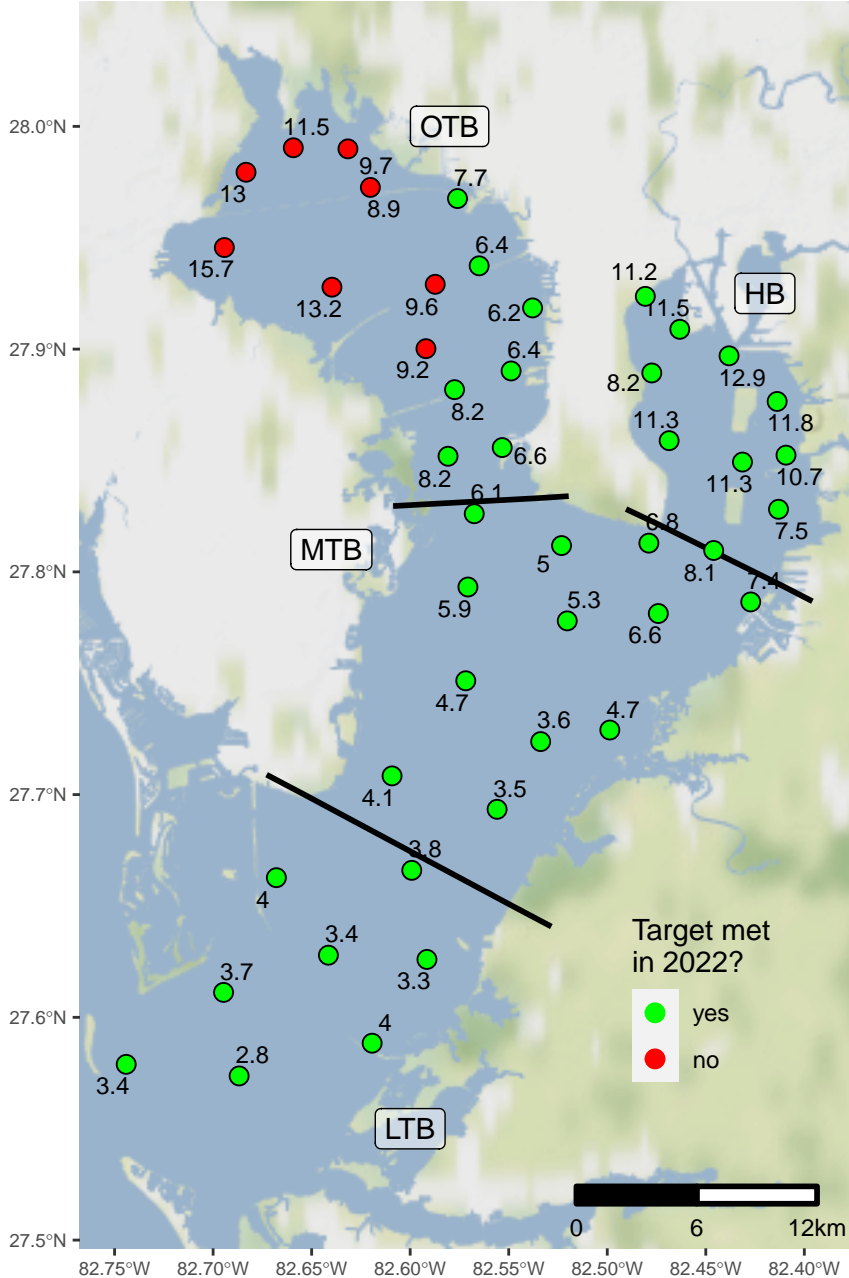 28.0°N
27.9°N
27.8°N
27.7°N
27.6°N
27.5°N
OTB
11.5
9.7
13
8.9
7.7
15.7
6.4
13.2
9.6
6.2
9.2
6.4
8.2
8.2
6.6
6.1
HB
11.2
11.5
8.2
12.9
11.3
11.8
11.3
10.7
7.5
MTB
6.8
5
8.1
7.4
5.9
5.3
6.6
4.7
3.6
4.7
4.1
3.5
3.8
4
3.4
3.3
3.7
4
3.4
2.8
LTB
Target met
in 2022?
yes
no
0 6 12km
82.75°W 82.70°W 82.65°W 82.60°W 82.55°W 82.50°W 82.45°W 82.40°W